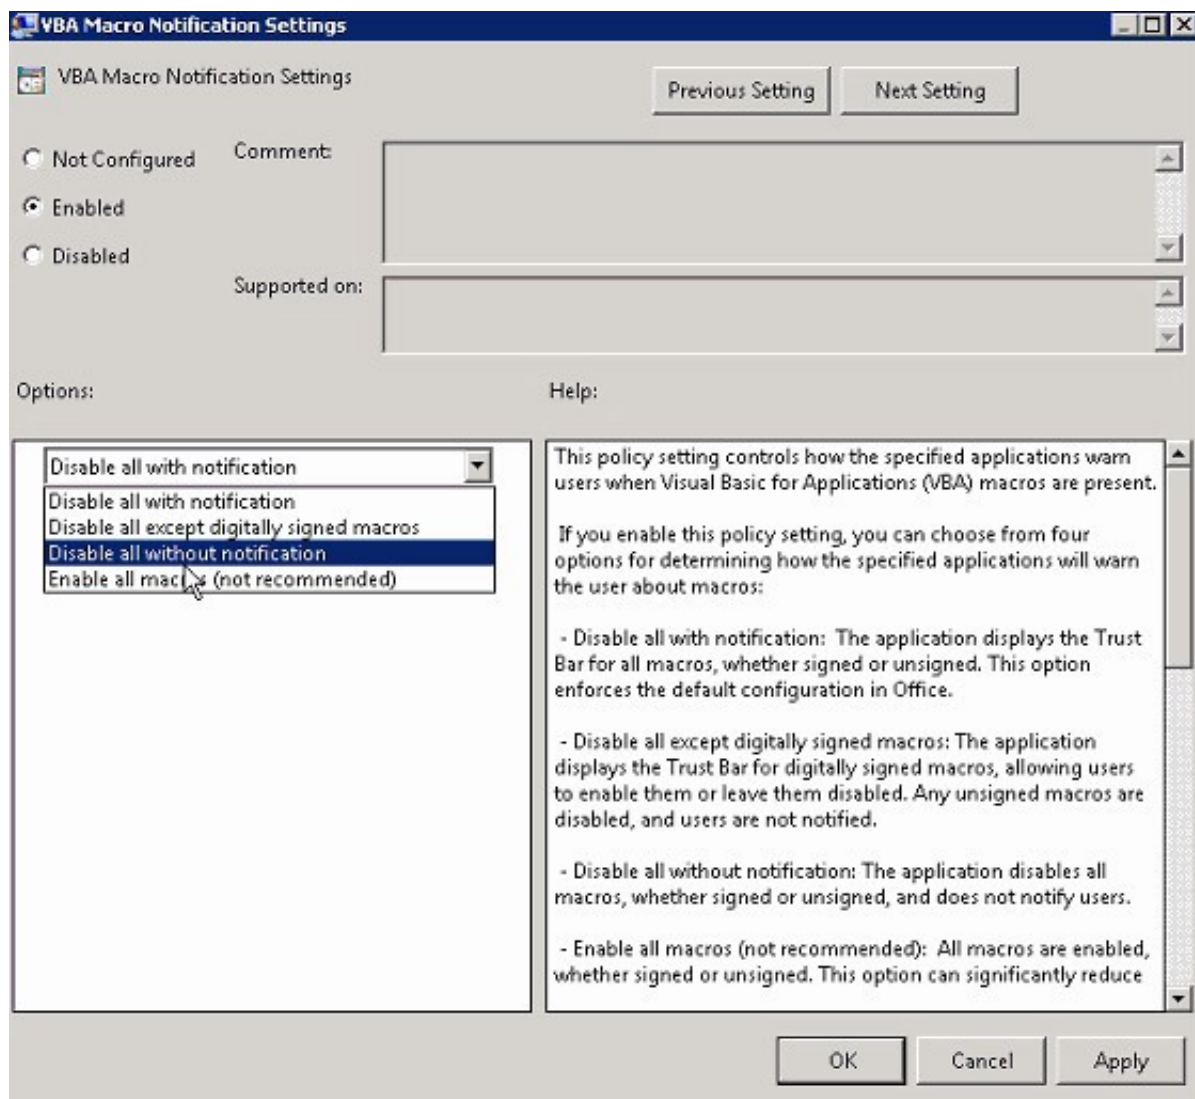 VBA Macro Notification Settings
VBA Macro Notification Settings
Previous Setting
Next Setting
Not Configured
Comment:
Enabled
Disabled
Supported on:
Options:
Help:
Disable all with notification
Disable all with notification
Disable all except digitally signed macros
Disable all without notification
Enable all macros (not recommended)
This policy setting controls how the specified applications warn
users when Visual Basic for Applications (VBA) macros are present.
If you enable this policy setting, you can choose from four
options for determining how the specified applications will warn
the user about macros:
- Disable all with notification: The application displays the Trust
Bar for all macros, whether signed or unsigned. This option
enforces the default configuration in Office.
- Disable all except digitally signed macros: The application
displays the Trust Bar for digitally signed macros, allowing users
to enable them or leave them disabled. Any unsigned macros are
disabled, and users are not notified.
- Disable all without notification: The application disables all
macros, whether signed or unsigned, and does not notify users.
- Enable all macros (not recommended): All macros are enabled,
whether signed or unsigned. This option can significantly reduce
OK
Cancel
Apply